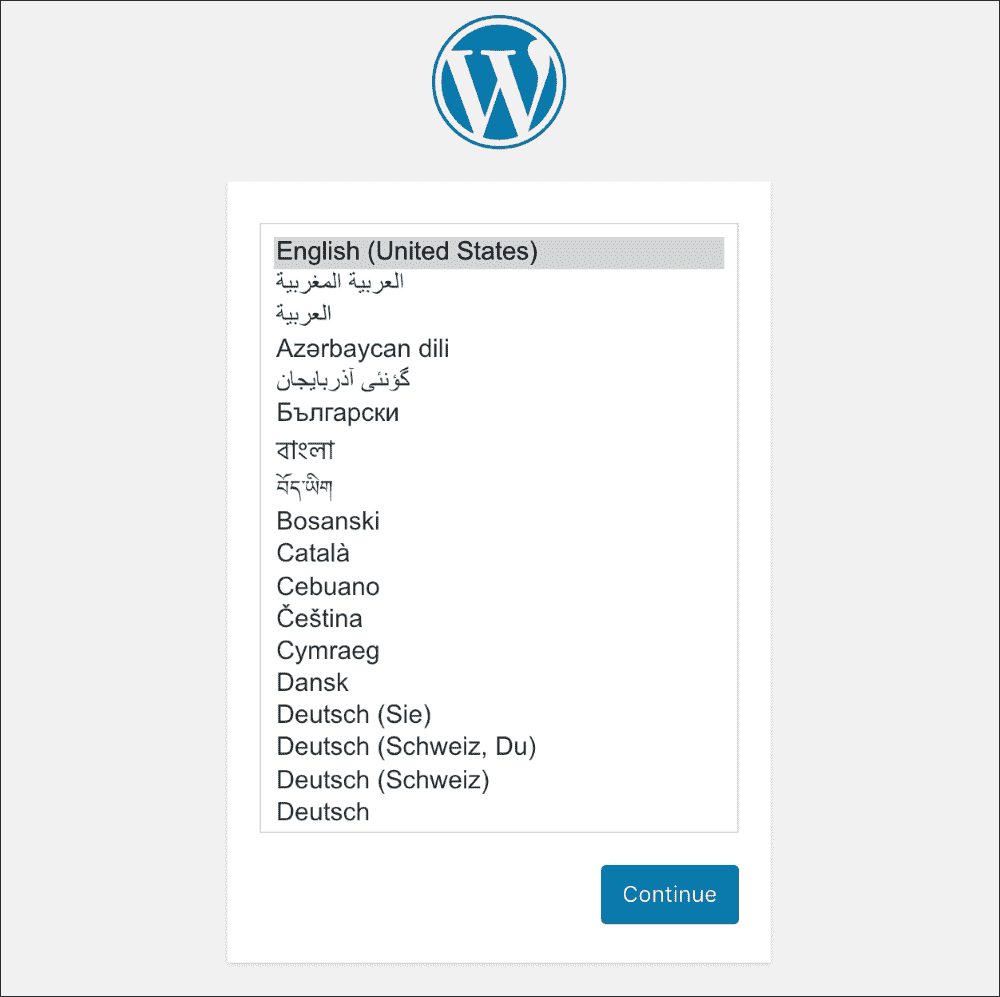 English (United States)
العربية المغربية
العربية
Azərbaycan dili
گؤنئی آذربایجان
Български
বাংলা
བོད་ཡིག
Bosanski
Català
Cebuano
Čeština
Cymraeg
Dansk
Deutsch (Sie)
Deutsch (Schweiz, Du)
Deutsch (Schweiz)
Deutsch
Continue